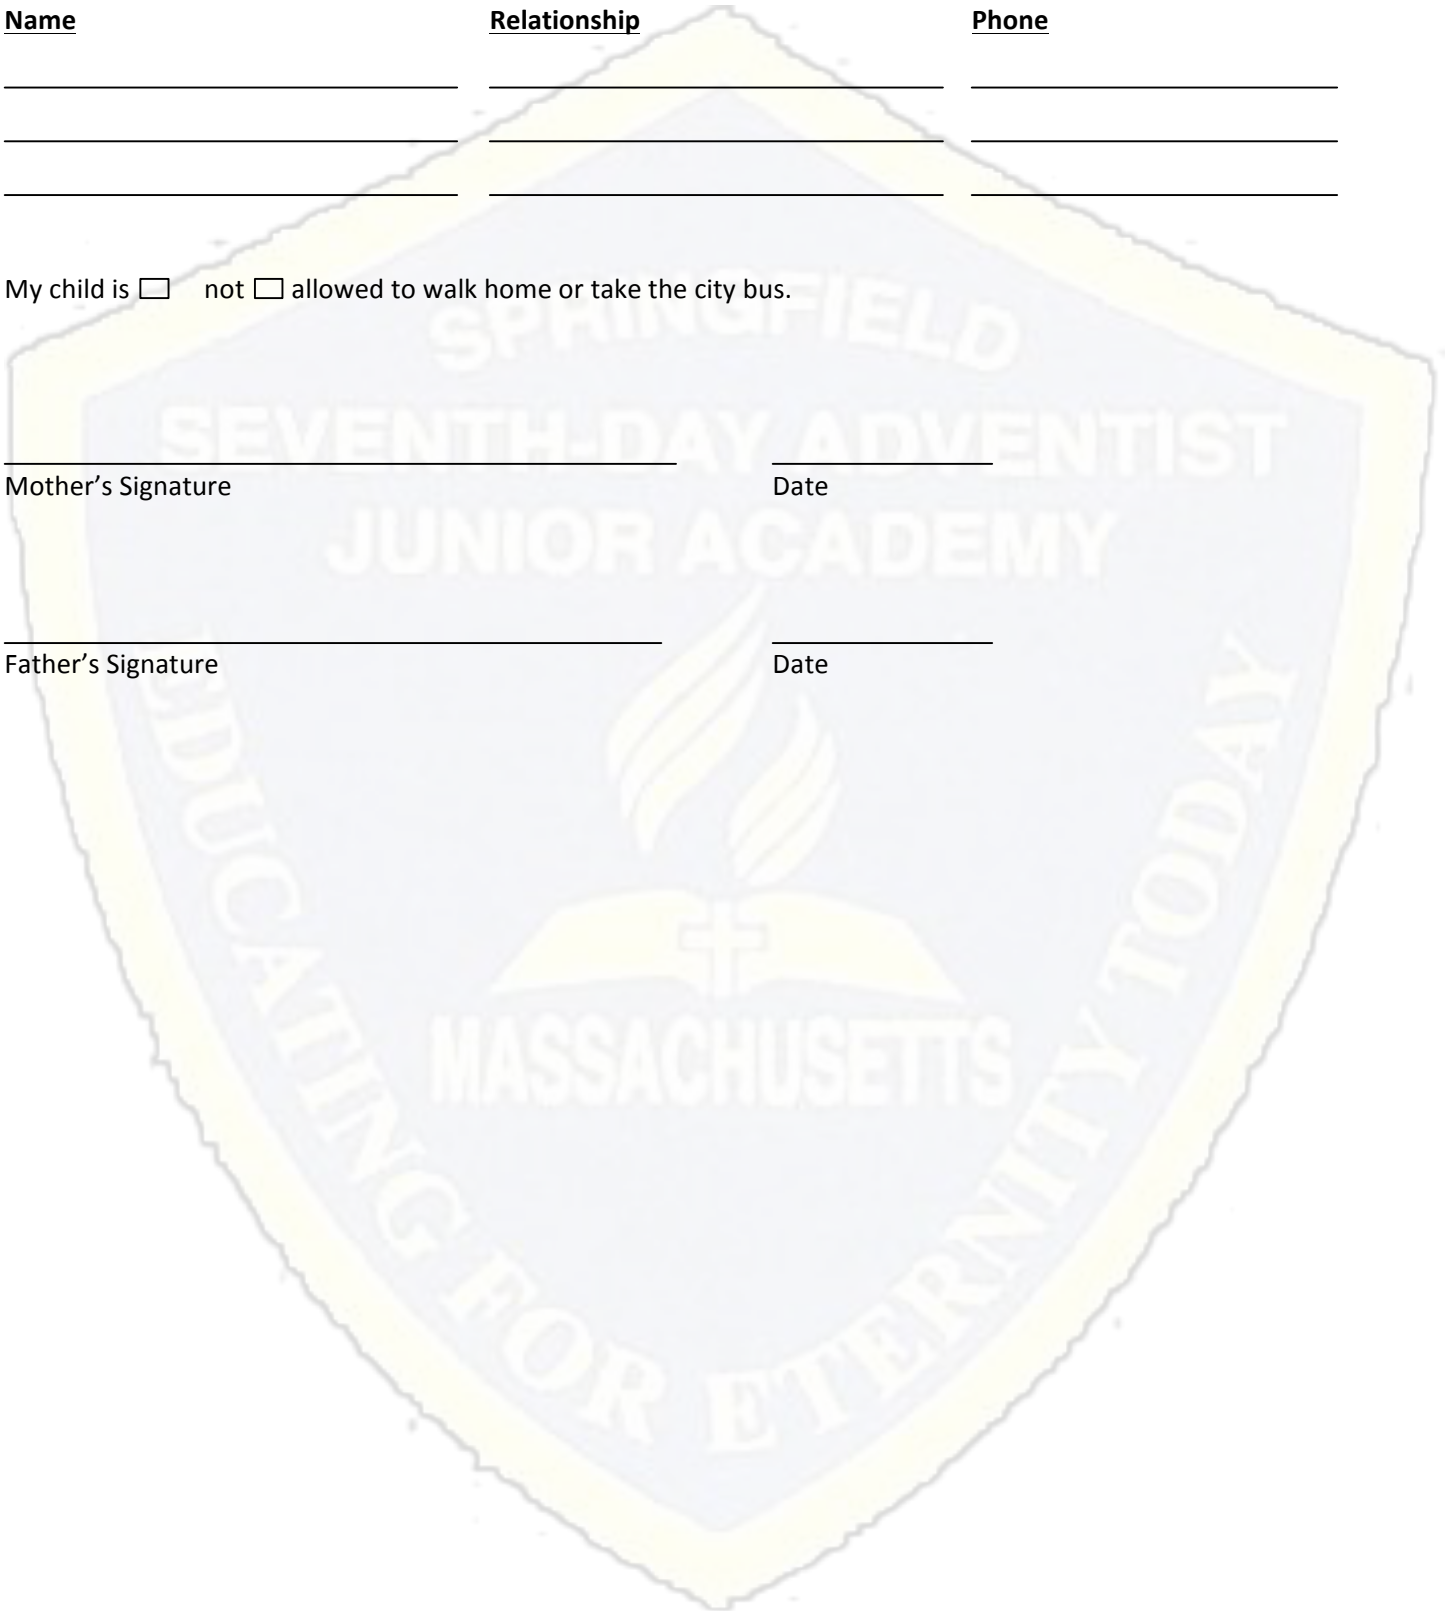 Name Relationship Phone
My child is not allowed to walk home or take the city bus.
SPRINGFIELD
SEVENTH-DAY ADVENTIST
Mother’s Signature Date
JUNIOR ACADEMY
Father’s Signature Date
EDUCATING FOR ETERNITY TODAY
MASSACHUSETTS